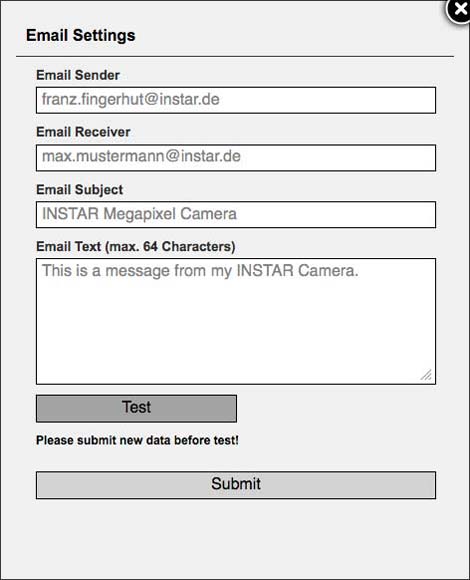 Email Settings
Email Sender
franz.fingerhut@instar.de
Email Receiver
max.mustermann@instar.de
Email Subject
INSTAR Megapixel Camera
Email Text (max. 64 Characters)
This is a message from my INSTAR Camera.
Test
Please submit new data before test!
Submit